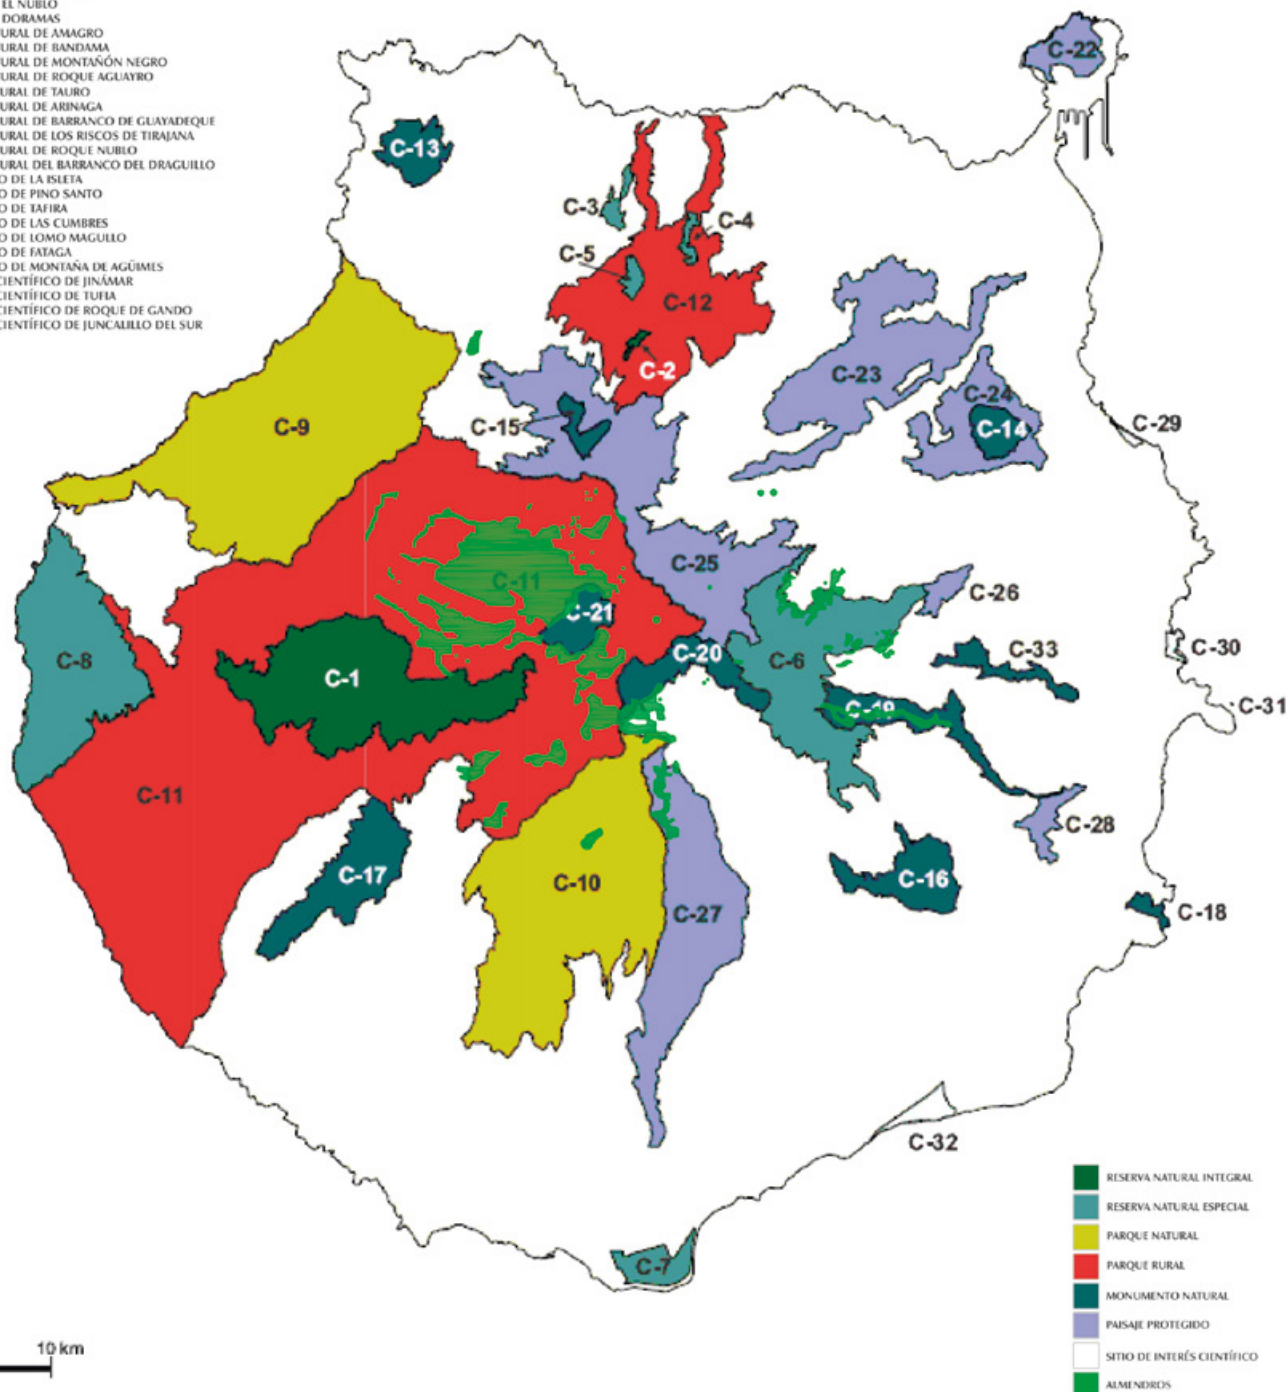 EL NUBLO
DORAMAS
URAL DE AMAGRO
URAL DE BANDAMA
URAL DE MONTAÑÓN NEGRO
URAL DE ROQUE AGUAYRO
URAL DE TAURO
URAL DE ARINAGA
URAL DE BARRANCO DE GUAYADEQUE
URAL DE LOS RISCOS DE TIRAJANA
URAL DE ROQUE NUBLO
URAL DEL BARRANCO DEL DRAGUILLO
O DE LA ISLETA
O DE PINO SANTO
O DE TAFIRA
O DE LAS CUMBRES
O DE LOMO MAGULLO
O DE FATAGA
O DE MONTAÑA DE AGÜIMES
CIENTÍFICO DE JINÁMAR
CIENTÍFICO DE TUFIA
CIENTÍFICO DE ROQUE DE GANDO
CIENTÍFICO DE JUNCALILLO DEL SUR
C-22
C-13
C-3
C-4
C-5
C-12
C-2
C-23
C-24
C-9
C-15
C-14
C-29
C-25
C-11
C-26
C-21
C-8
C-1
C-20
C-6
C-33
C-30
C-19
C-31
C-11
C-28
C-17
C-10
C-16
C-27
C-18
C-32
C-7
RESERVA NATURAL INTEGRAL
RESERVA NATURAL ESPECIAL
PARQUE NATURAL
PARQUE RURAL
MONUMENTO NATURAL
PAISAJE PROTEGIDO
SITIO DE INTERÉS CIENTÍFICO
ALMENDROS
10 km